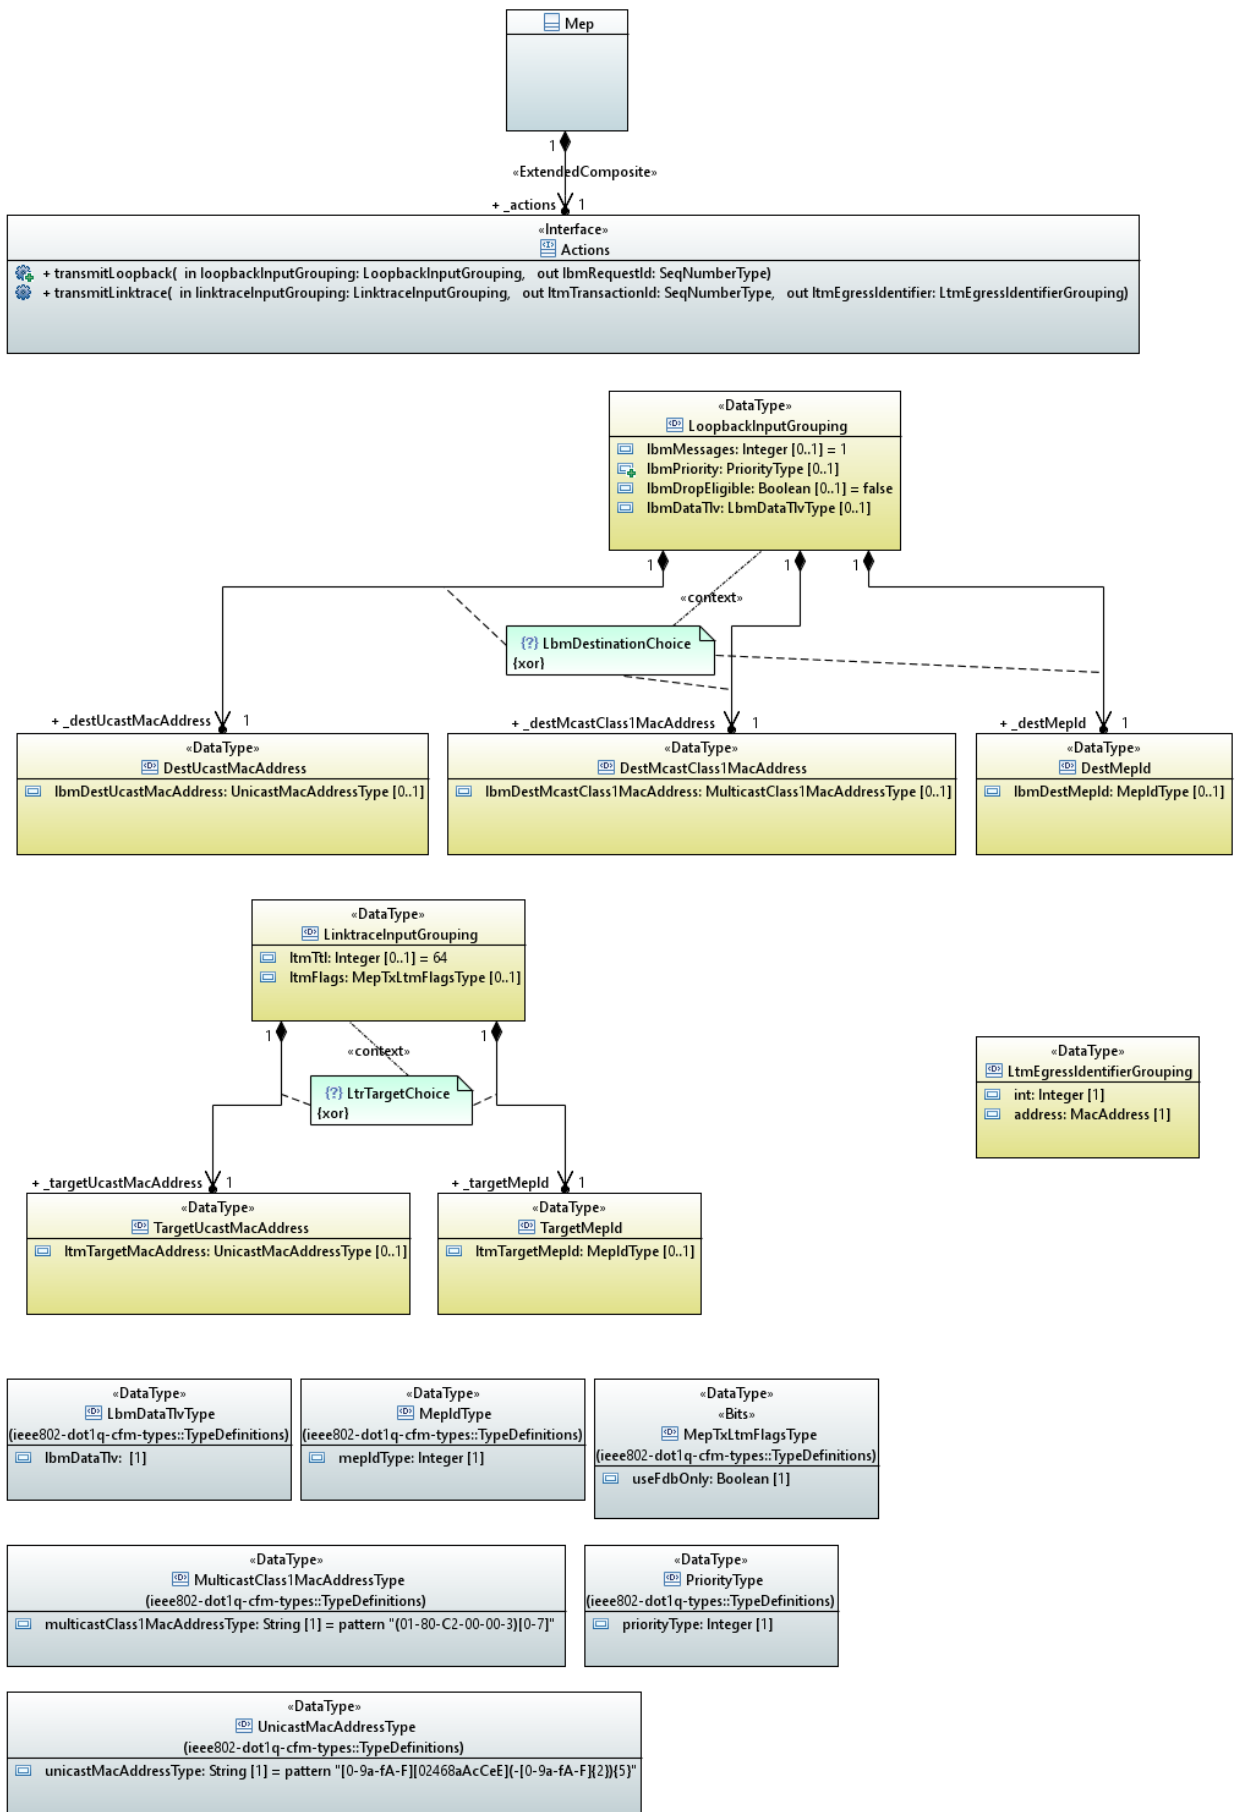 Mep
1
«ExtendedComposite»
+ _actions 1
«Interface»
Actions
+ transmitLoopback( in loopbackInputGrouping: LoopbackInputGrouping, out lbmRequestId: SeqNumberType)
+ transmitLinktrace( in linktraceInputGrouping: LinktraceInputGrouping, out ltmTransactionId: SeqNumberType, out ltmEgressIdentifier: LtmEgressIdentifierGrouping)
«DataType»
LoopbackInputGrouping
lbmMessages: Integer [0..1] = 1
lbmPriority: PriorityType [0..1]
lbmDropEligible: Boolean [0..1] = false
lbmDataTlv: LbmDataTlvType [0..1]
1 1 1
«context»
{?} LbmDestinationChoice
{xor}
+ _destUcastMacAddress 1
+ _destMcastClass1MacAddress 1
+ _destMepId 1
«DataType»
DestUcastMacAddress
lbmDestUcastMacAddress: UnicastMacAddressType [0..1]
«DataType»
DestMcastClass1MacAddress
lbmDestMcastClass1MacAddress: MulticastClass1MacAddressType [0..1]
«DataType»
DestMepId
lbmDestMepId: MepIdType [0..1]
«DataType»
LinktraceInputGrouping
ltmTtl: Integer [0..1] = 64
ltmFlags: MepTxLtmFlagsType [0..1]
1 1
«context»
{?} LtrTargetChoice
{xor}
«DataType»
LtmEgressIdentifierGrouping
int: Integer [1]
address: MacAddress [1]
+ _targetUcastMacAddress 1
+ _targetMepId 1
«DataType»
TargetUcastMacAddress
ltmTargetMacAddress: UnicastMacAddressType [0..1]
«DataType»
TargetMepId
ltmTargetMepId: MepIdType [0..1]
«DataType»
LbmDataTlvType
(ieee802-dot1q-cfm-types::TypeDefinitions)
lbmDataTlv: [1]
«DataType»
MepIdType
(ieee802-dot1q-cfm-types::TypeDefinitions)
mepIdType: Integer [1]
«DataType»
«Bits»
MepTxLtmFlagsType
(ieee802-dot1q-cfm-types::TypeDefinitions)
useFdbOnly: Boolean [1]
«DataType»
MulticastClass1MacAddressType
(ieee802-dot1q-cfm-types::TypeDefinitions)
multicastClass1MacAddressType: String [1] = pattern "(01-80-C2-00-00-3)[0-7]"
«DataType»
PriorityType
(ieee802-dot1q-types::TypeDefinitions)
priorityType: Integer [1]
«DataType»
UnicastMacAddressType
(ieee802-dot1q-cfm-types::TypeDefinitions)
unicastMacAddressType: String [1] = pattern "[0-9a-fA-F][02468aAcCeE](-[0-9a-fA-F]{2}){5}"